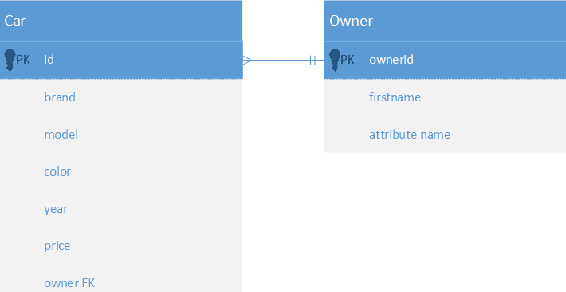 Car
PK Id
brand
model
color
year
price
owner FK
Owner
PK ownerId
firstname
attribute name